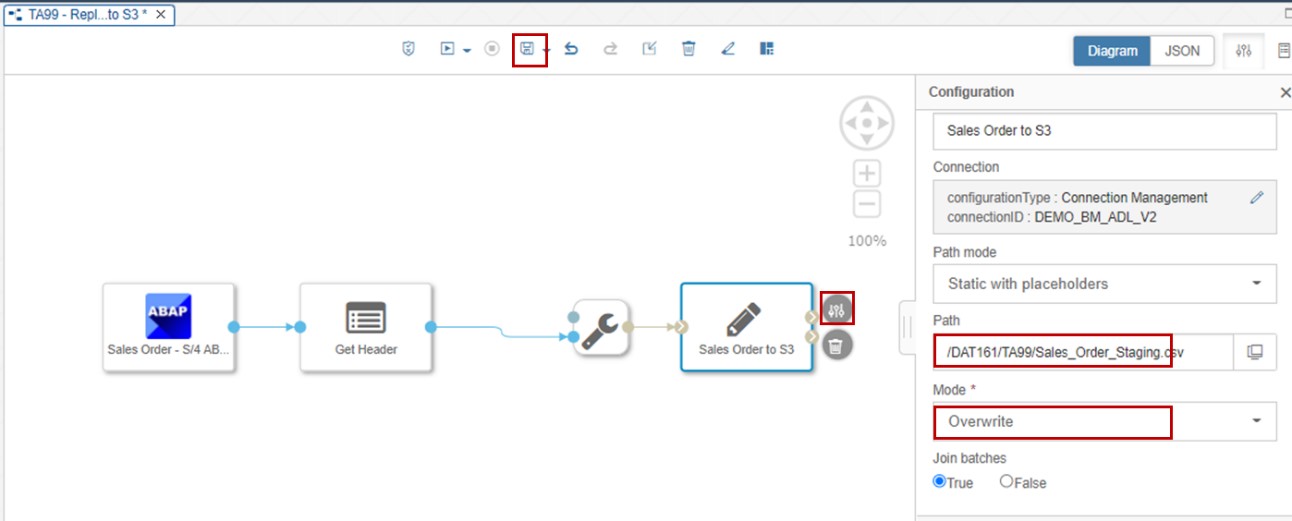 TA99 - Repl...to S3 *
Diagram
JSON
Configuration
Sales Order to S3
Connection
configurationType : Connection Management
connectionID : DEMO_BM_ADL_V2
100%
Path mode
Static with placeholders
ABAP
Sales Order - S/4 AB...
Get Header
Sales Order to S3
Path
/DAT161/TA99/Sales_Order_Staging.csv
Mode *
Overwrite
Join batches
True
False